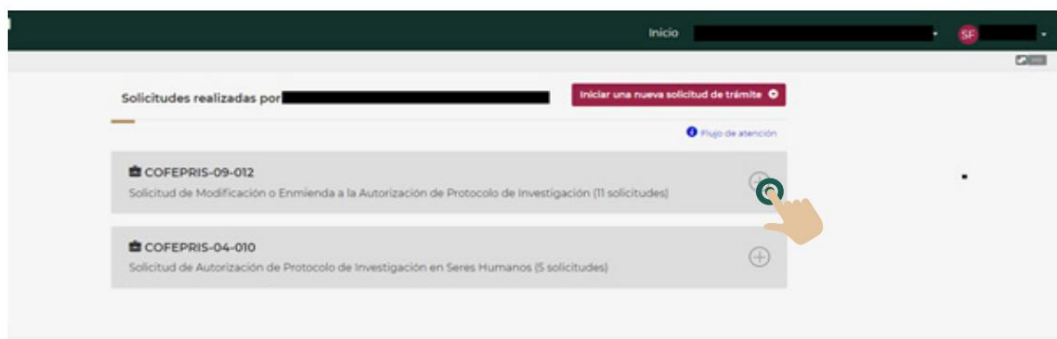 Inicio
SF
Solicitudes realizadas por
Iniciar una nueva solicitud de trámite
Flujo de atención
COFEPRIS-09-012
Solicitud de Modificación o Enmienda a la Autorización de Protocolo de Investigación (11 solicitudes)
COFEPRIS-04-010
Solicitud de Autorización de Protocolo de Investigación en Seres Humanos (5 solicitudes)